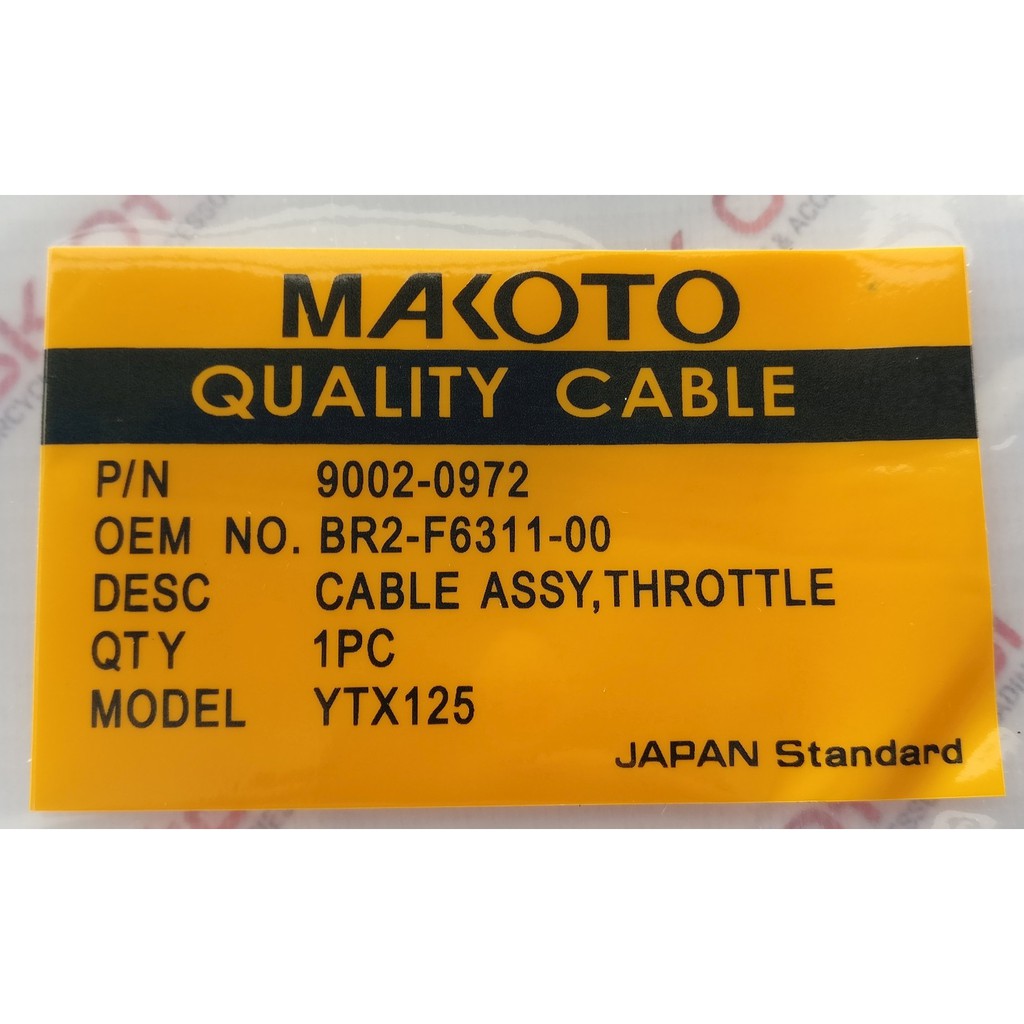 MAKOTO
QUALITY CABLE
P/N 9002-0972
OEM NO. BR2-F6311-00
DESC CABLE ASSY,THROTTLE
QTY 1PC
MODEL YTX125
JAPAN Standard